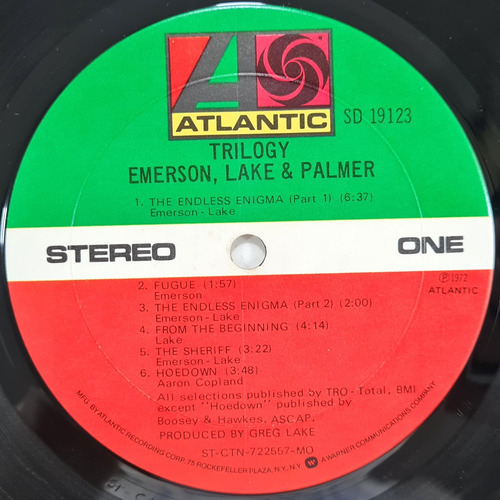 ATLANTIC
SD 19123
TRILOGY
EMERSON, LAKE & PALMER
1. THE ENDLESS ENIGMA (Part 1) (6:37)
Emerson-Lake
STEREO
ONE
2. FUGUE (1:57)
Emerson
3. THE ENDLESS ENIGMA (Part 2) (2:00)
Emerson-Lake
4. FROM THE BEGINNING (4:14)
Lake
5. THE SHERIFF (3:22)
Emerson-Lake
6. HOEDOWN (3:48)
Aaron Copland
℗ 1972
ATLANTIC
All selections published by TRO-Total, BMI
except "Hoedown" published by
Boosey & Hawkes, ASCAP.
PRODUCED BY GREG LAKE
ST-CTN-722557-MO
MFG. BY ATLANTIC RECORDING CORP. 75 ROCKEFELLER PLAZA, N.Y., N.Y. A WARNER COMMUNICATIONS COMPANY